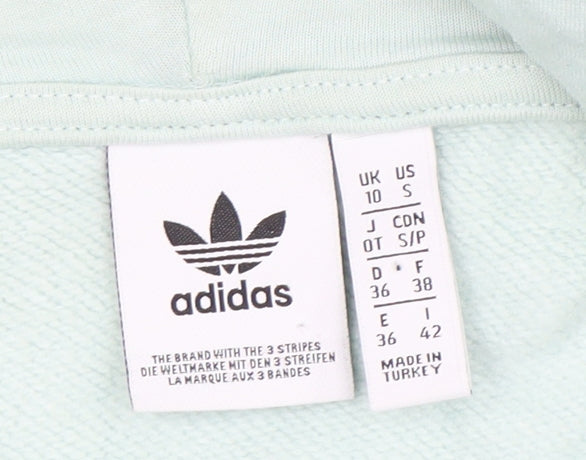 adidas
THE BRAND WITH THE 3 STRIPES
DIE WELTMARKE MIT DEN 3 STREIFEN
LA MARQUE AUX 3 BANDES
UK US
10 S
J CDN
OT S/P
D F
36 38
E I
36 42
MADE IN
TURKEY